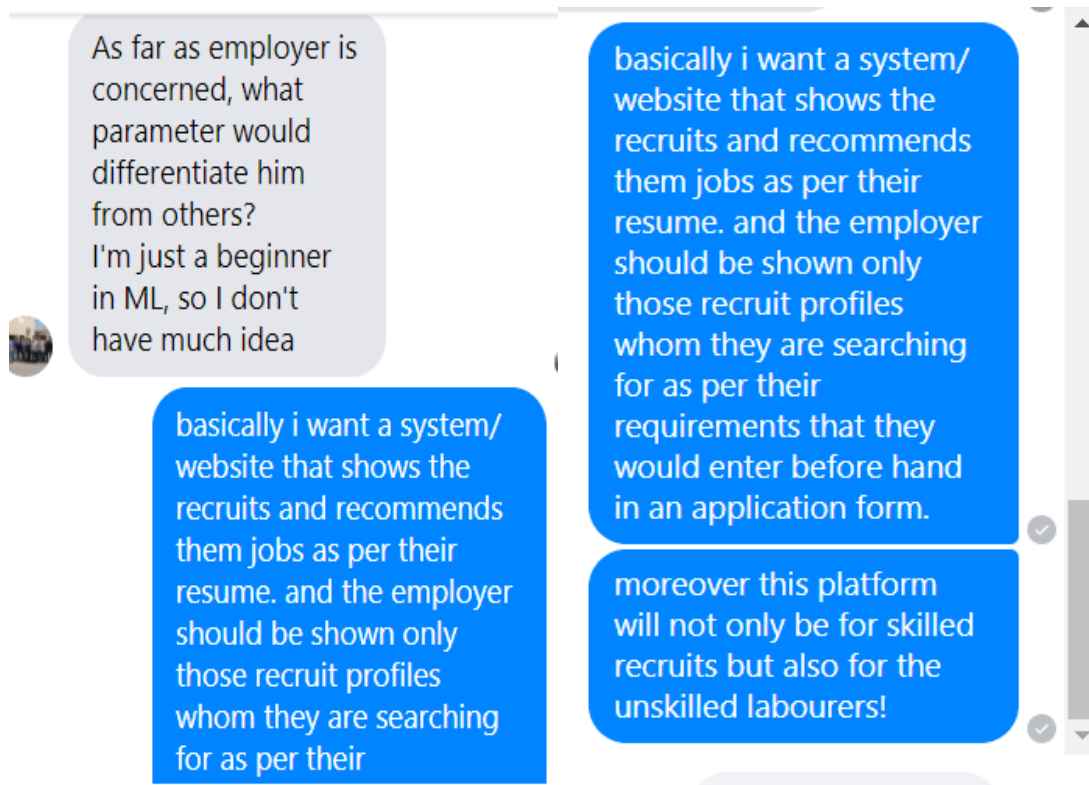 As far as employer is
concerned, what
parameter would
differentiate him
from others?
I'm just a beginner
in ML, so I don't
have much idea
basically i want a system/
website that shows the
recruits and recommends
them jobs as per their
resume. and the employer
should be shown only
those recruit profiles
whom they are searching
for as per their
basically i want a system/
website that shows the
recruits and recommends
them jobs as per their
resume. and the employer
should be shown only
those recruit profiles
whom they are searching
for as per their
requirements that they
would enter before hand
in an application form.
moreover this platform
will not only be for skilled
recruits but also for the
unskilled labourers!